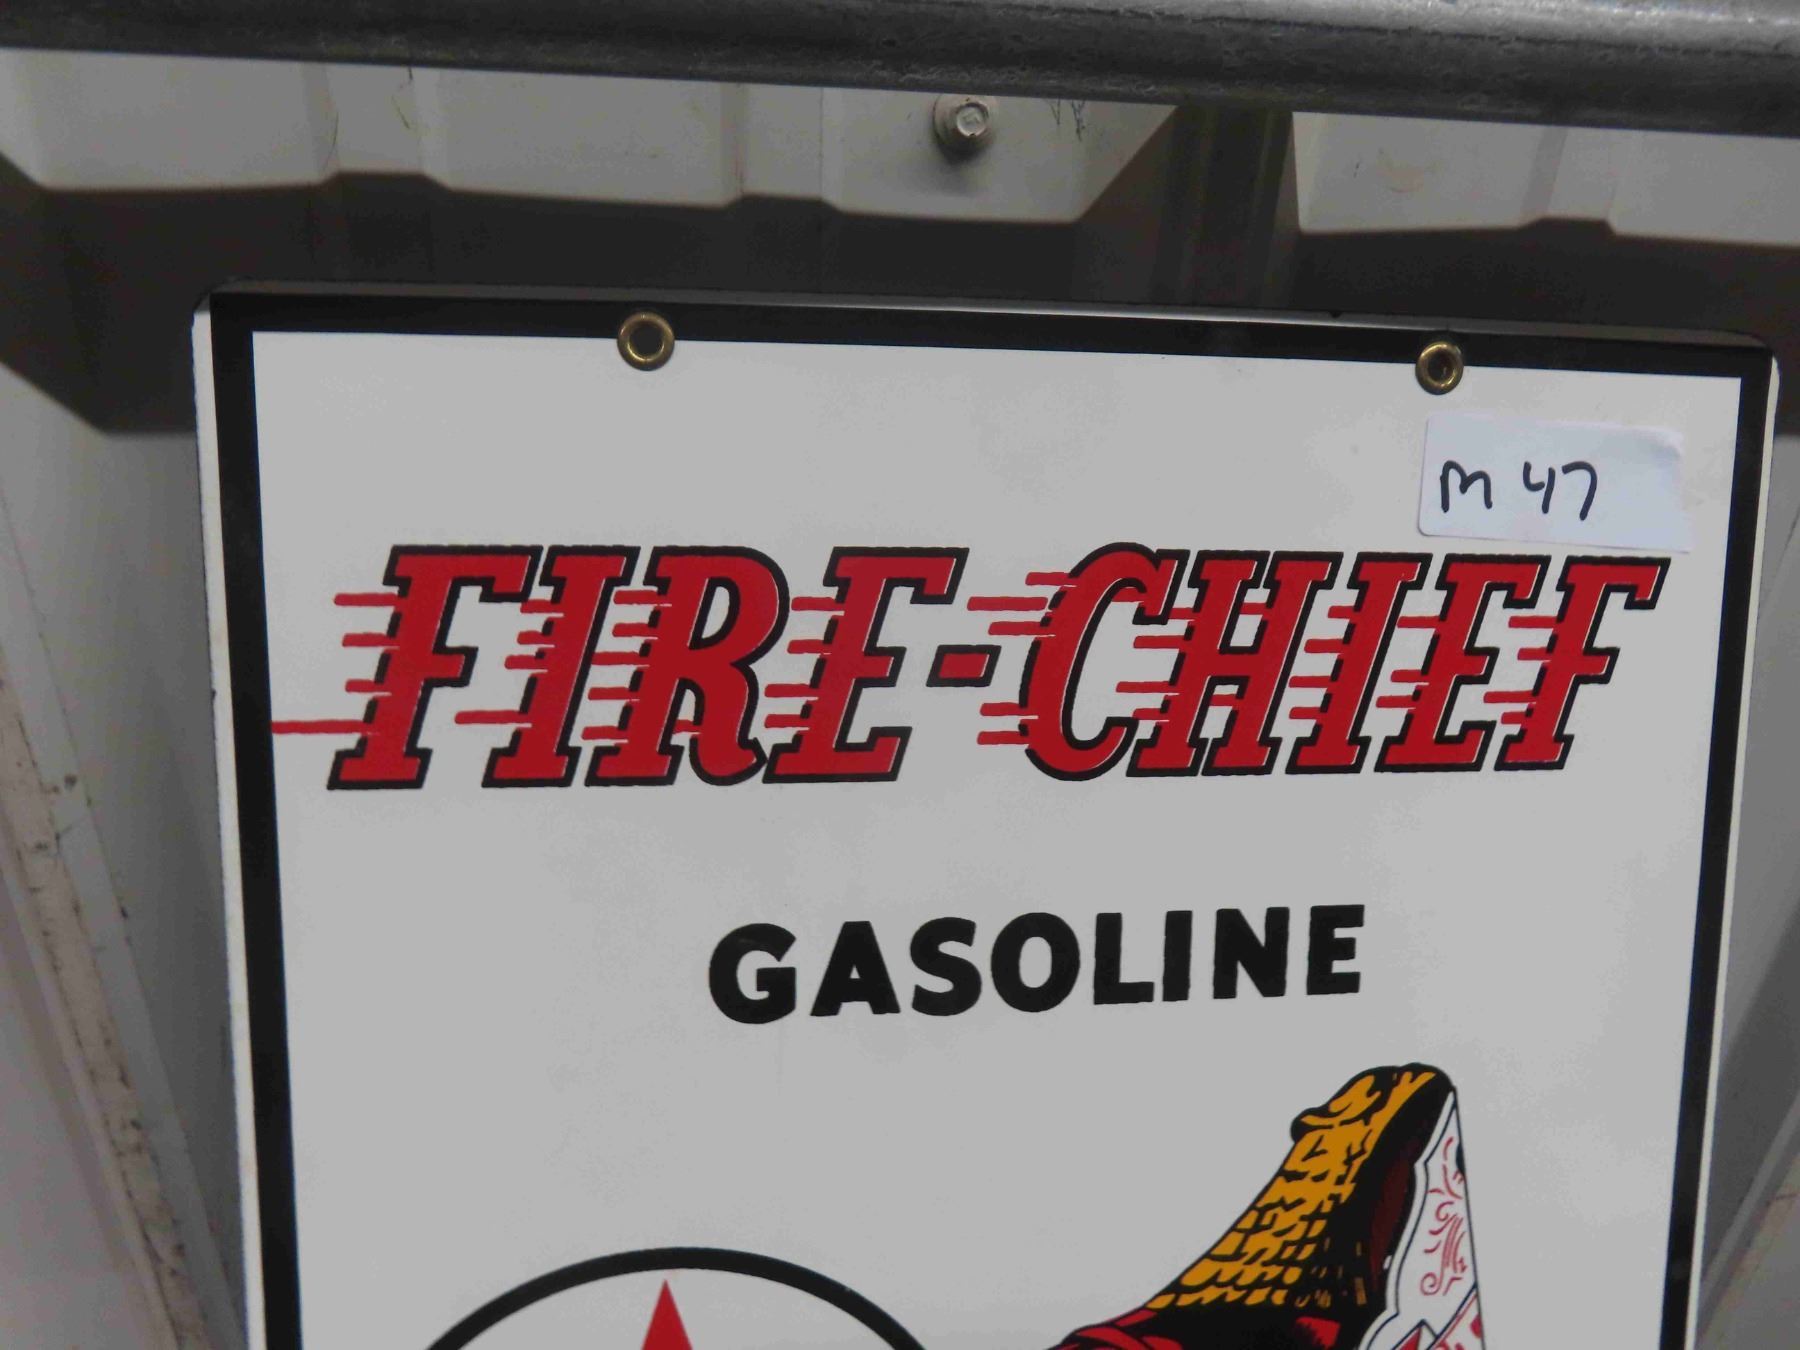 M 47
FIRE-CHIEF
GASOLINE